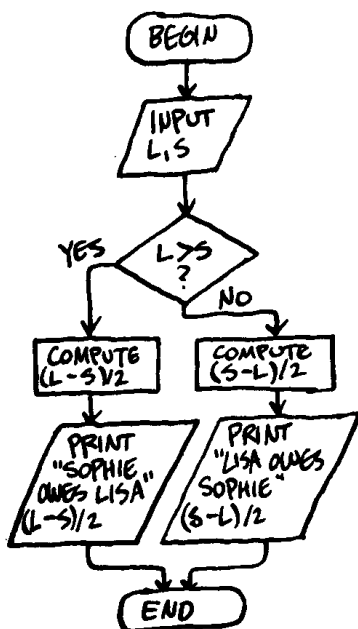 BEGIN
INPUT
L, S
L>S
?
YES
NO
COMPUTE
(L-S)/2
COMPUTE
(S-L)/2
PRINT
"SOPHIE
OWES LISA"
(L-S)/2
PRINT
"LISA OWES
SOPHIE"
(S-L)/2
END